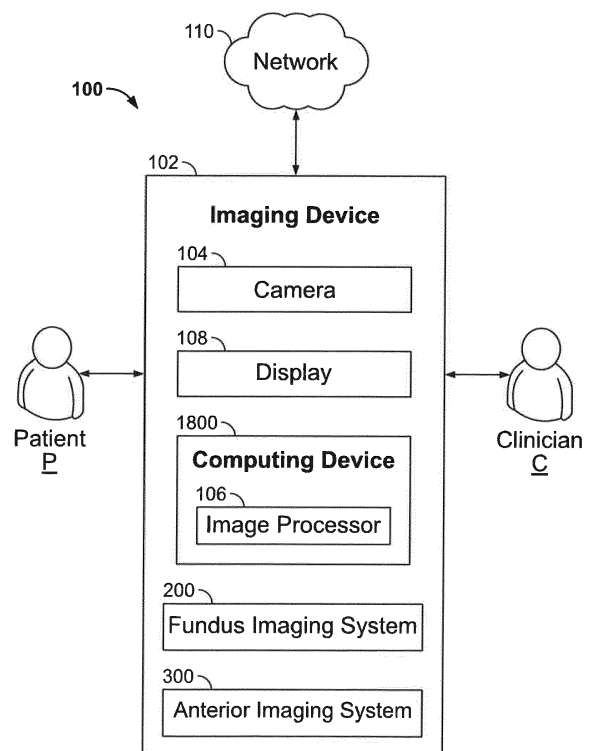 110
Network
100
102
Imaging Device
104
Camera
108
Display
Patient
P
Clinician
C
1800
Computing Device
106
Image Processor
200
Fundus Imaging System
300
Anterior Imaging System